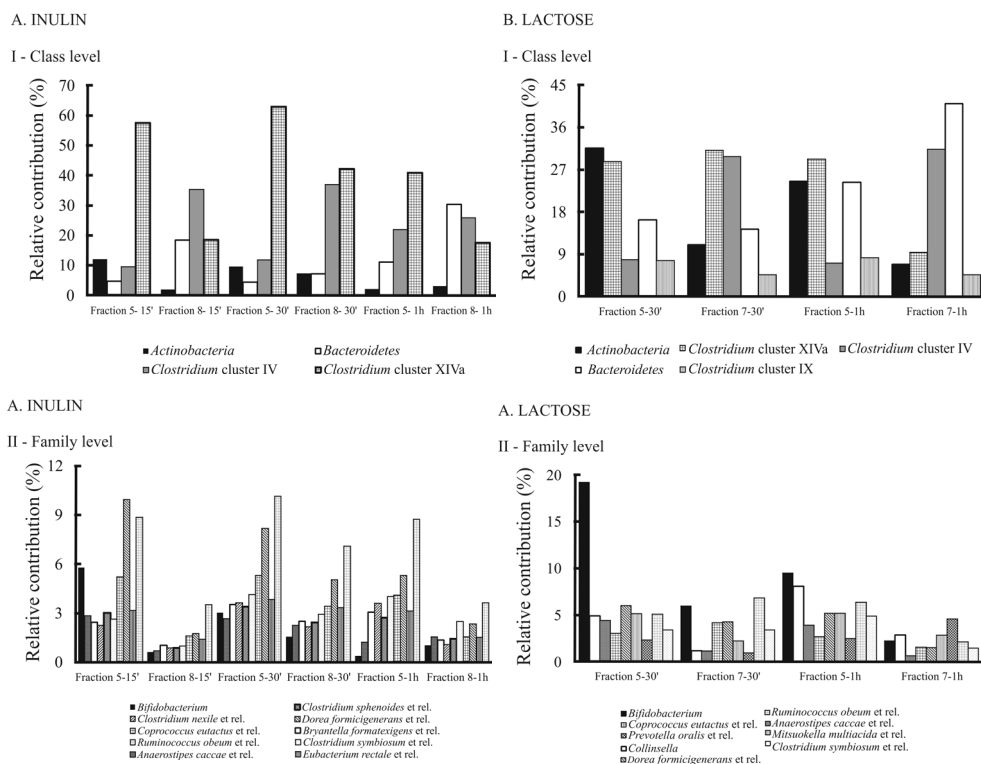 A. INULIN
I - Class level
Relative contribution (%)
70
60
50
40
30
20
10
0
Fraction 5- 15' Fraction 8- 15' Fraction 5- 30' Fraction 8- 30' Fraction 5-1h Fraction 8-1h
Actinobacteria Bacteroidetes
Clostridium cluster IV Clostridium cluster XIVa
B. LACTOSE
I - Class level
Relative contribution (%)
45
36
27
18
9
0
Fraction 5-30' Fraction 7-30' Fraction 5-1h Fraction 7-1h
Actinobacteria Clostridium cluster XIVa Clostridium cluster IV
Bacteroidetes Clostridium cluster IX
A. INULIN
II - Family level
Relative contribution (%)
12
9
6
3
0
Fraction 5-15' Fraction 8-15' Fraction 5-30' Fraction 8-30' Fraction 5-1h Fraction 8-1h
Bifidobacterium Clostridium sphenoides et rel.
Clostridium nexile et rel. Dorea formicigenerans et rel.
Coprococcus eutactus et rel. Bryantella formatexigens et rel.
Ruminococcus obeum et rel. Clostridium symbiosum et rel.
Anaerostipes caccae et rel. Eubacterium rectale et rel.
A. LACTOSE
II - Family level
Relative contribution (%)
20
15
10
5
0
Fraction 5-30' Fraction 7-30' Fraction 5-1h Fraction 7-1h
Bifidobacterium Ruminococcus obeum et rel.
Coprococcus eutactus et rel. Anaerostipes caccae et rel.
Prevotella oralis et rel. Mitsuokella multiacida et rel.
Collinsella Clostridium symbiosum et rel.
Dorea formicigenerans et rel.